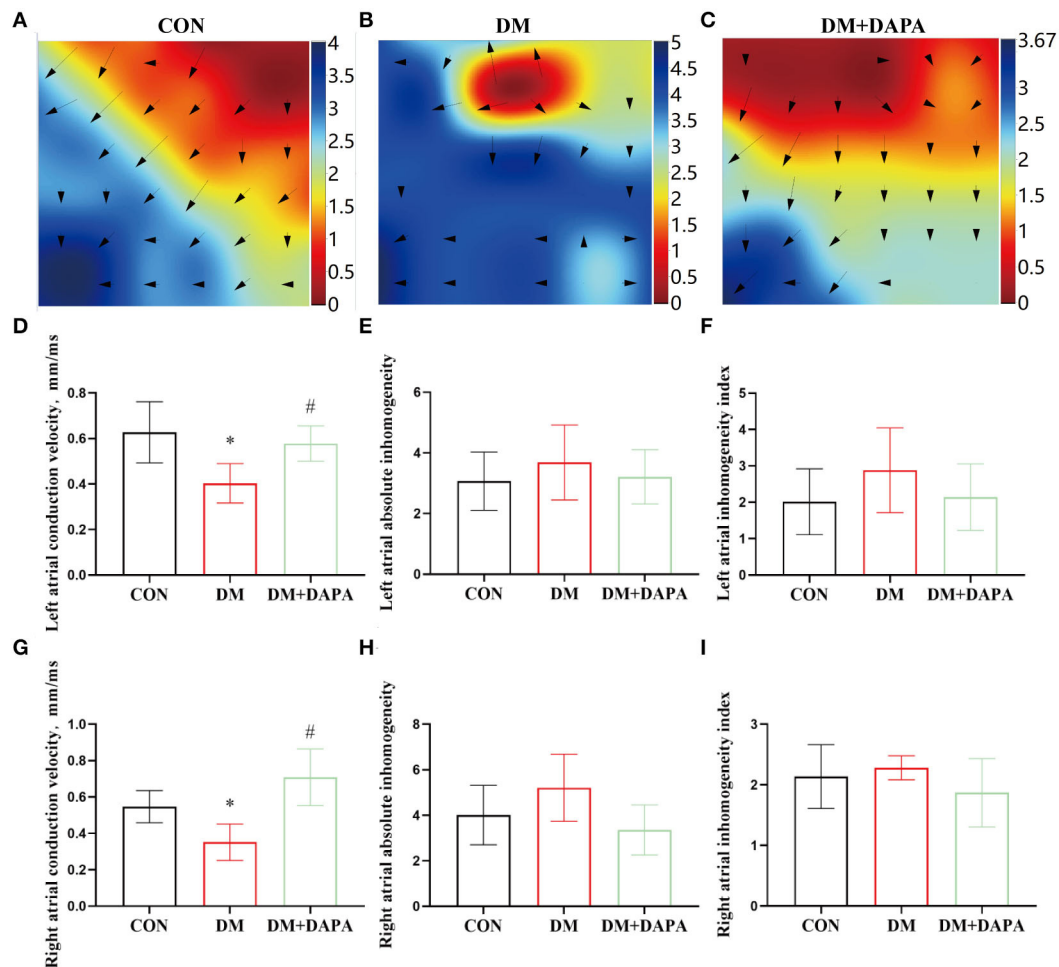 A
CON
4
3.5
3
2.5
2
1.5
1
0.5
0
B
DM
5
4.5
4
3.5
3
2.5
2
1.5
1
0.5
0
C
DM+DAPA
3.67
3
2.5
2
1.5
1
0.5
0
D
Left atrial conduction velocity, mm/ms
0.8
0.6
0.4
0.2
0.0
*
#
CON DM DM+DAPA
E
Left atrial absolute inhomogeneity
6
4
2
0
CON DM DM+DAPA
F
Left atrial inhomogeneity index
5
4
3
2
1
0
CON DM DM+DAPA
G
Right atrial conduction velocity, mm/ms
1.0
0.8
0.6
0.4
0.2
0.0
*
#
CON DM DM+DAPA
H
Right atrial absolute inhomogeneity
8
6
4
2
0
CON DM DM+DAPA
I
Right atrial inhomogeneity index
3
2
1
0
CON DM DM+DAPA